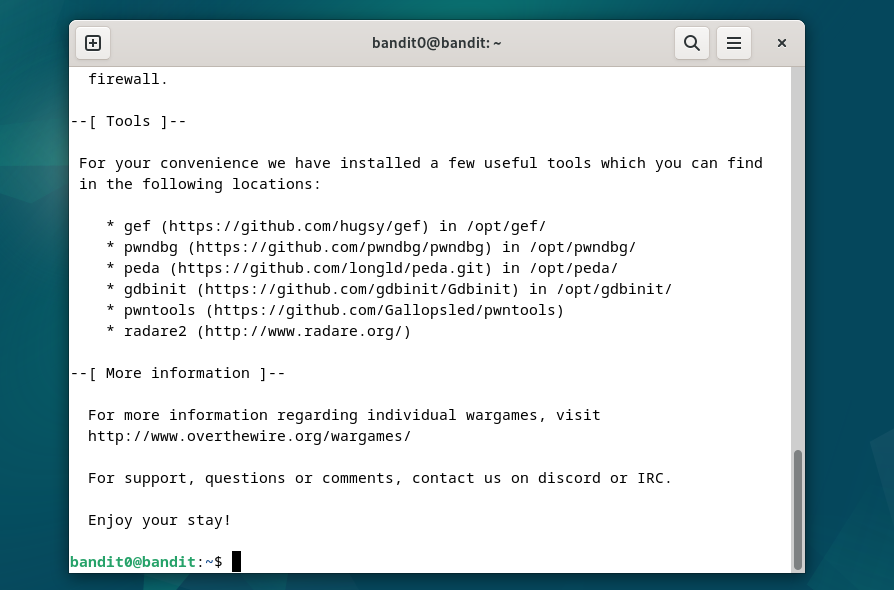 bandit0@bandit: ~
firewall.
--[ Tools ]--
For your convenience we have installed a few useful tools which you can find
in the following locations:
* gef (https://github.com/hugsy/gef) in /opt/gef/
* pwndbg (https://github.com/pwndbg/pwndbg) in /opt/pwndbg/
* peda (https://github.com/longld/peda.git) in /opt/peda/
* gdbinit (https://github.com/gdbinit/Gdbinit) in /opt/gdbinit/
* pwntools (https://github.com/Gallopsled/pwntools)
* radare2 (http://www.radare.org/)
--[ More information ]--
For more information regarding individual wargames, visit
http://www.overthewire.org/wargames/
For support, questions or comments, contact us on discord or IRC.
Enjoy your stay!
bandit0@bandit:~$